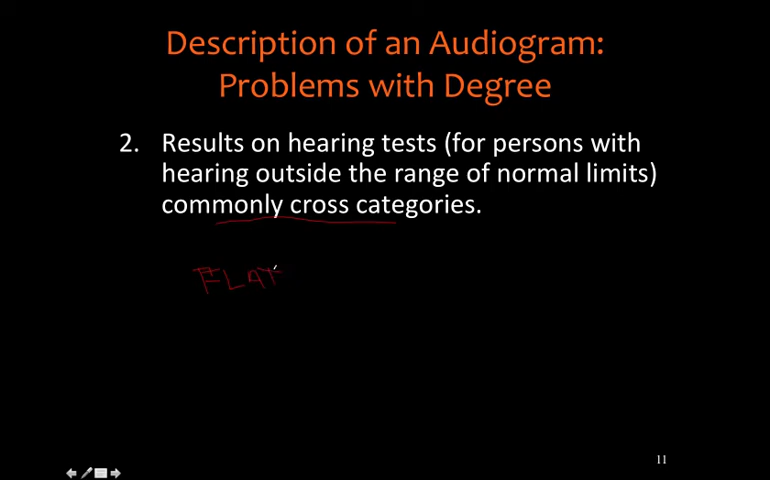 Description of an Audiogram:
Problems with Degree
2. Results on hearing tests (for persons with
hearing outside the range of normal limits)
commonly cross categories.
FLAT
11